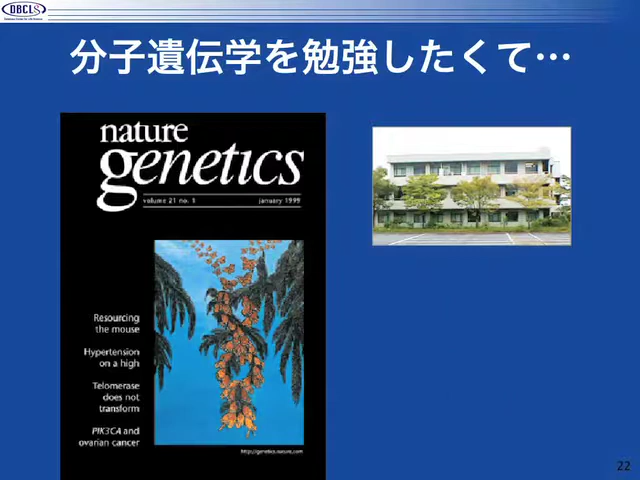 DBCLS
分子遺伝学を勉強したくて…
nature
genetics
volume 21 no. 1 january 1999
Resourcing
the mouse
Hypertension
on a high
Telomerase
does not
transform
PIK3CA and
ovarian cancer
http://genetics.nature.com
22